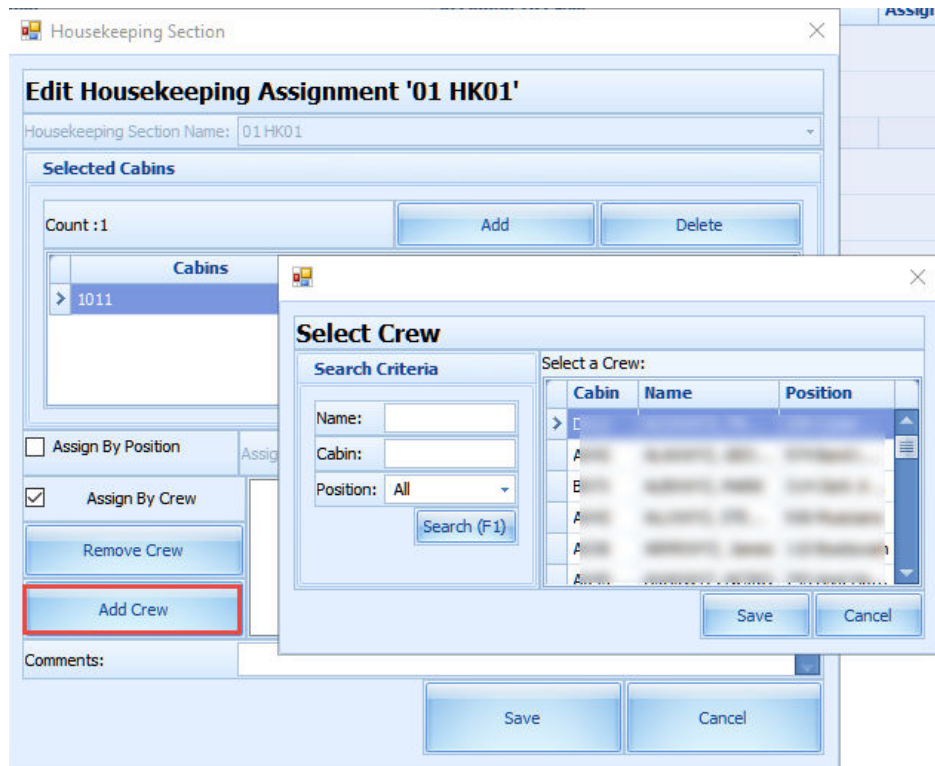 Assign
Housekeeping Section
Edit Housekeeping Assignment '01 HK01'
Housekeeping Section Name: 01 HK01
Selected Cabins
Count :1
Add
Delete
Cabins
1011
Select Crew
Search Criteria
Name:
Cabin:
Position: All
Search (F1)
Select a Crew:
Cabin Name Position
Save Cancel
Assign By Position
Assig
Assign By Crew
Remove Crew
Add Crew
Comments:
Save
Cancel